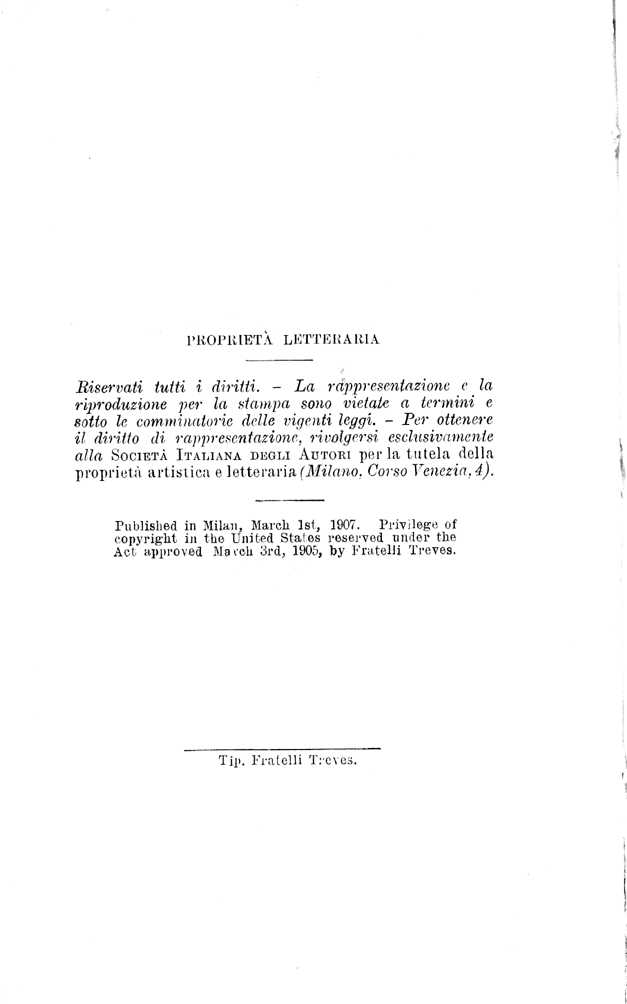 PROPRIETÀ LETTERARIA
Riservati tutti i diritti. – La rappresentazione e la
riproduzione per la stampa sono vietate a termini e
sotto le comminatorie delle vigenti leggi. – Per ottenere
il diritto di rappresentazione, rivolgersi esclusivamente
alla SOCIETÀ ITALIANA DEGLI AUTORI per la tutela della
proprietà artistica e letteraria (Milano, Corso Venezia, 4).
Published in Milan, March 1st, 1907. Privilege of
copyright in the United States reserved under the
Act approved March 3rd, 1905, by Fratelli Treves.
Tip. Fratelli Treves.